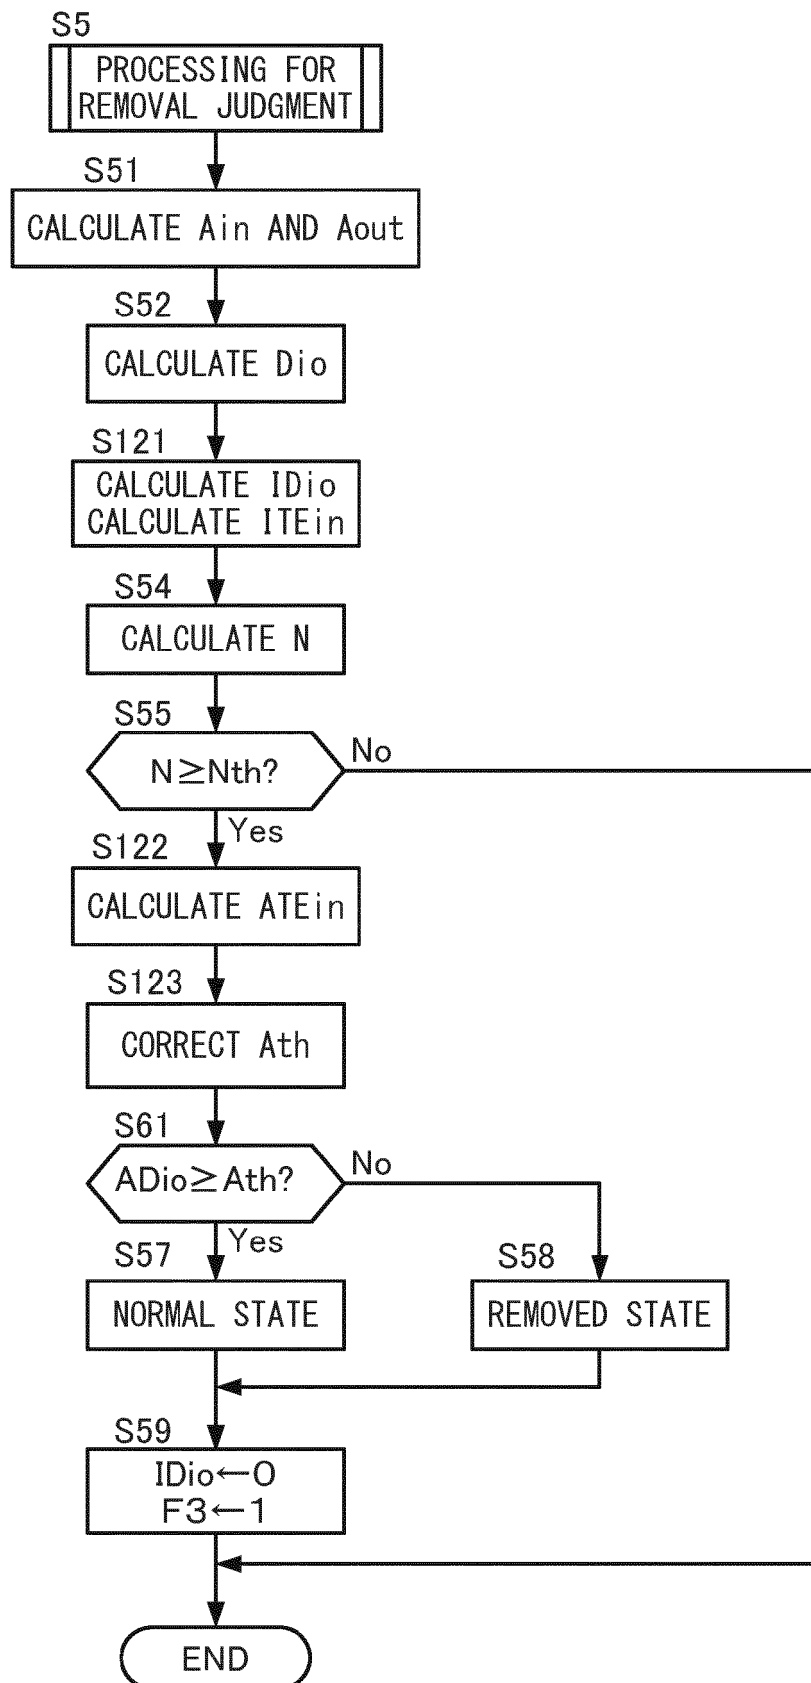 S5
PROCESSING FOR
REMOVAL JUDGMENT
S51
CALCULATE Ain AND Aout
S52
CALCULATE Dio
S121
CALCULATE IDio
CALCULATE ITEin
S54
CALCULATE N
S55
N≧Nth?
No
Yes
S122
CALCULATE ATEin
S123
CORRECT Ath
S61
ADio≧Ath?
No
Yes
S57
NORMAL STATE
S58
REMOVED STATE
S59
IDio←0
F3←1
END